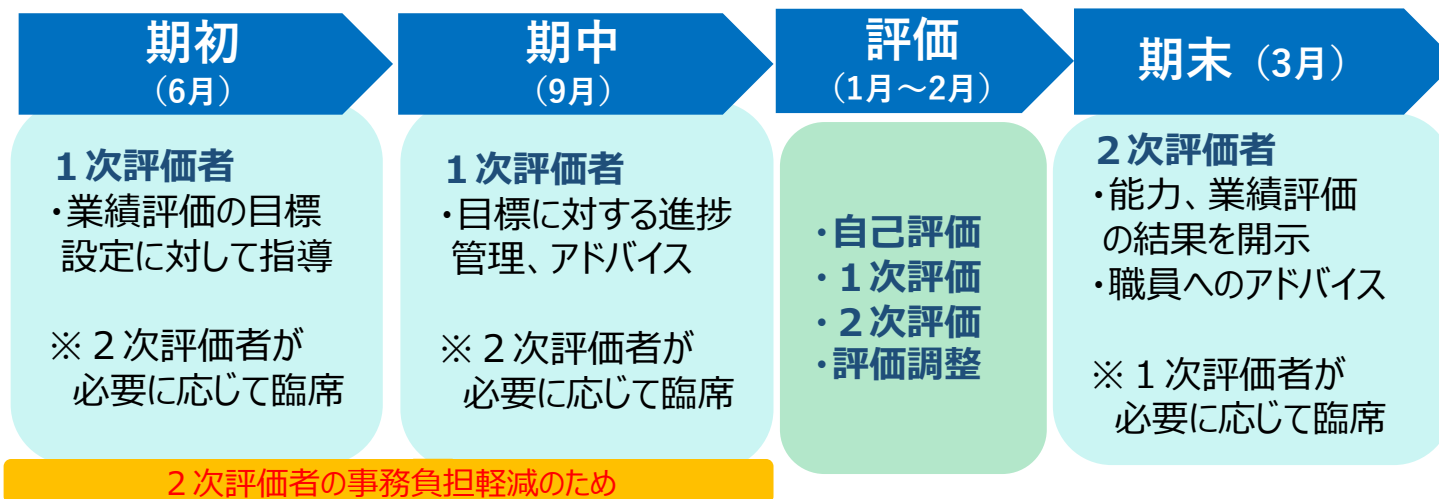 期初
（6月）
１次評価者
・業績評価の目標
設定に対して指導
※２次評価者が
必要に応じて臨席
期中
（9月）
１次評価者
・目標に対する進捗
管理、アドバイス
※２次評価者が
必要に応じて臨席
２次評価者の事務負担軽減のため
評価
（1月～2月）
・自己評価
・１次評価
・２次評価
・評価調整
期末（3月）
２次評価者
・能力、業績評価
の結果を開示
・職員へのアドバイス
※１次評価者が
必要に応じて臨席